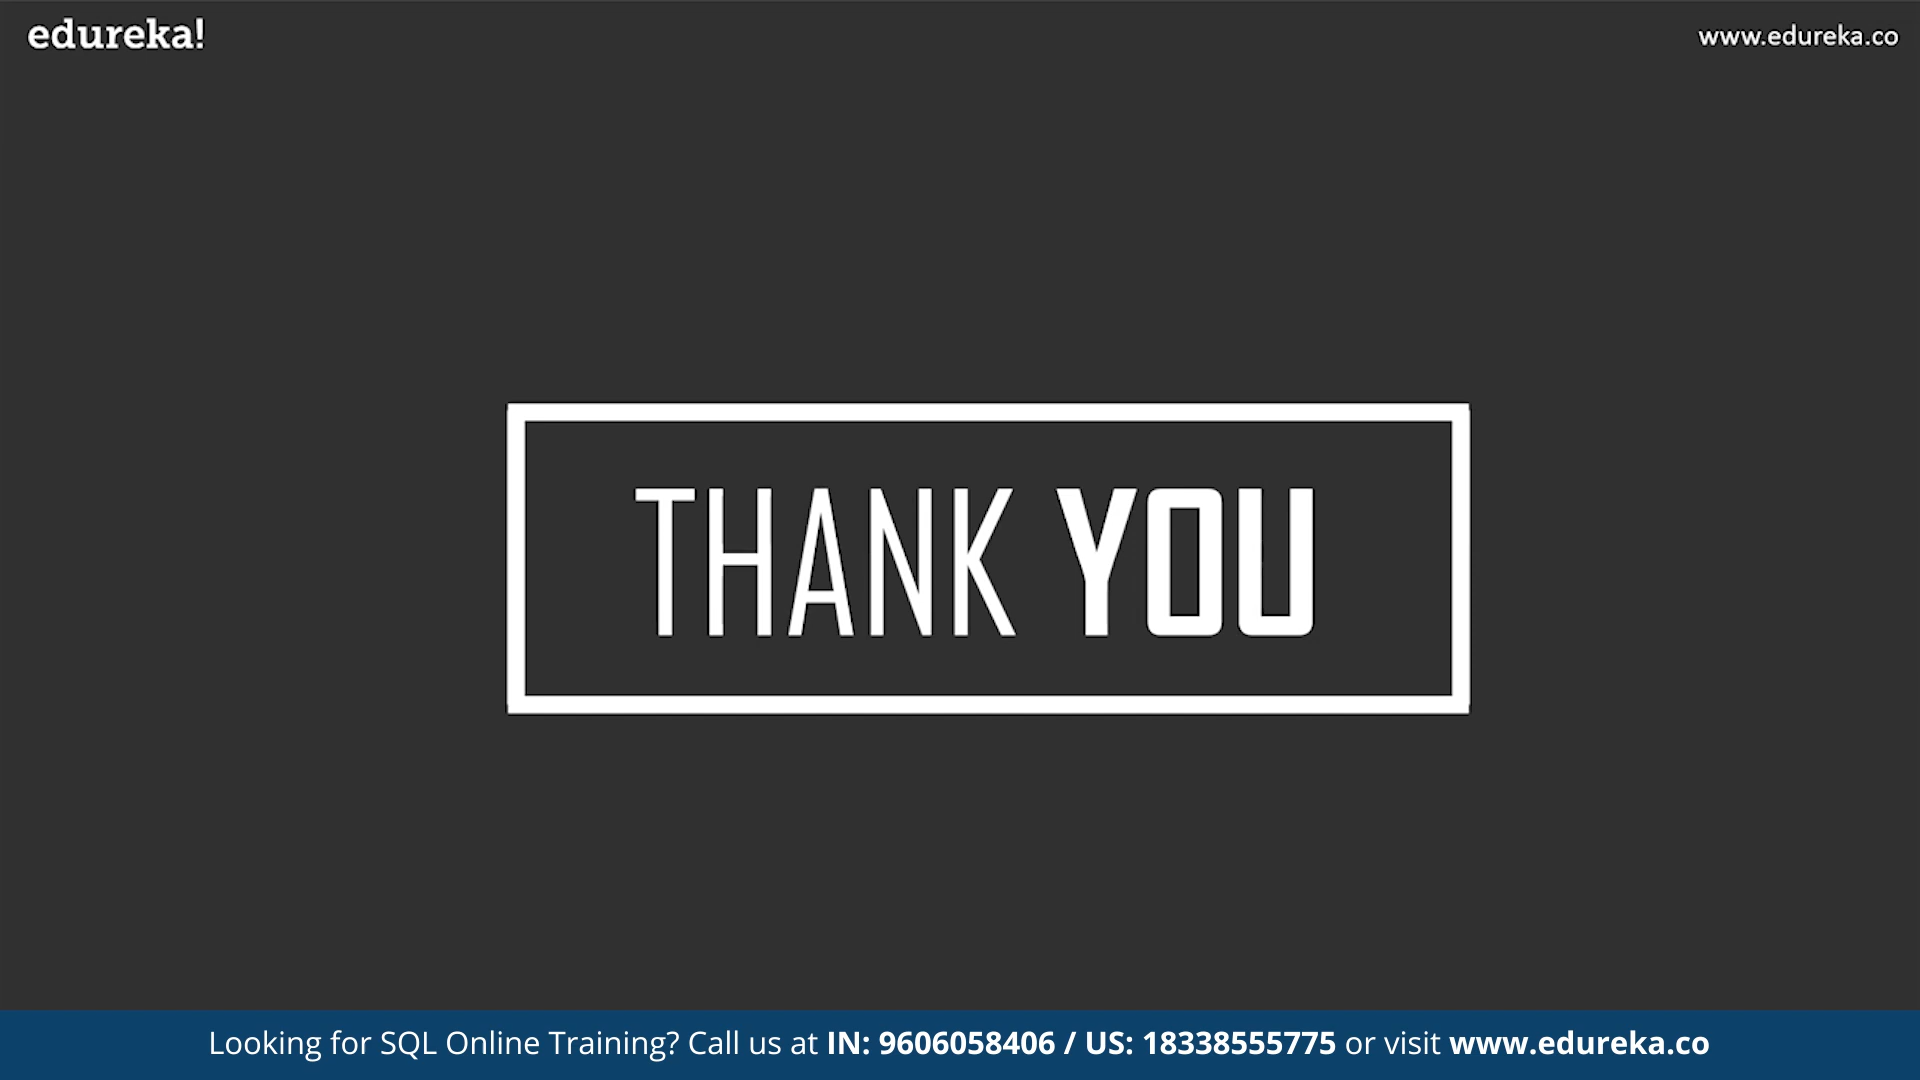 edureka!
www.edureka.co
THANK YOU
Looking for SQL Online Training? Call us at IN: 9606058406 / US: 18338555775 or visit www.edureka.co